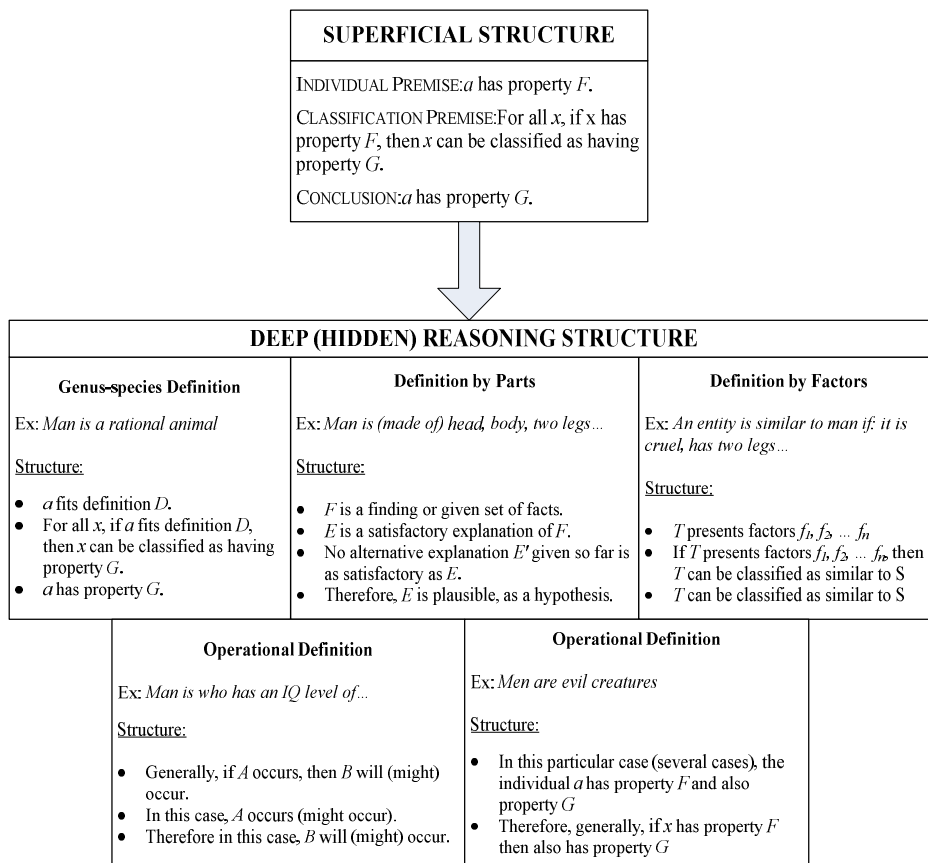 SUPERFICIAL STRUCTURE
INDIVIDUAL PREMISE:a has property F.
CLASSIFICATION PREMISE:For all x, if x has
property F, then x can be classified as having
property G.
CONCLUSION:a has property G.
DEEP (HIDDEN) REASONING STRUCTURE
Genus-species Definition
Ex: Man is a rational animal
Structure:
• a fits definition D.
• For all x, if a fits definition D,
then x can be classified as having
property G.
• a has property G.
Definition by Parts
Ex: Man is (made of) head, body, two legs…
Structure:
• F is a finding or given set of facts.
• E is a satisfactory explanation of F.
• No alternative explanation E' given so far is
as satisfactory as E.
• Therefore, E is plausible, as a hypothesis.
Definition by Factors
Ex: An entity is similar to man if: it is
cruel, has two legs…
Structure:
• T presents factors f1, f2, … fn
• If T presents factors f1, f2, … fn, then
T can be classified as similar to S
• T can be classified as similar to S
Operational Definition
Ex: Man is who has an IQ level of…
Structure:
• Generally, if A occurs, then B will (might)
occur.
• In this case, A occurs (might occur).
• Therefore in this case, B will (might) occur.
Operational Definition
Ex: Men are evil creatures
Structure:
• In this particular case (several cases), the
individual a has property F and also
property G
• Therefore, generally, if x has property F
then also has property G